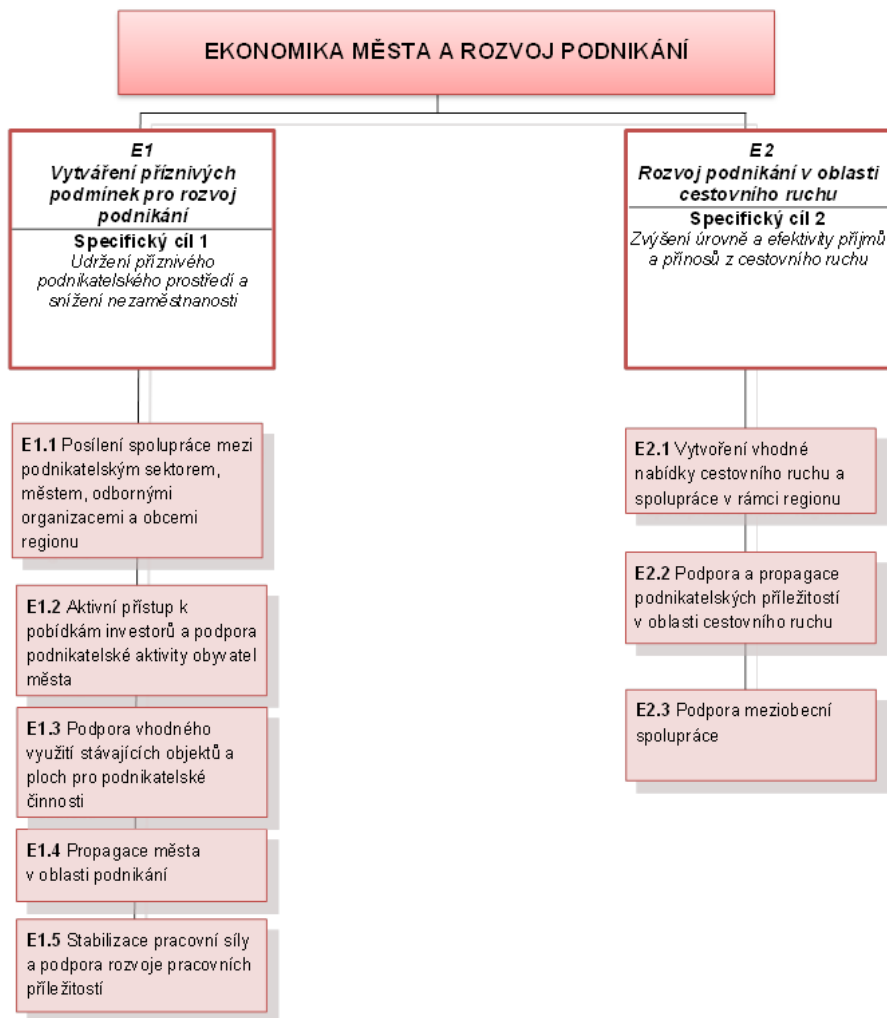 EKONOMIKA MĚSTA A ROZVOJ PODNIKÁNÍ
E1
Vytváření příznivých
podmínek pro rozvoj
podnikání
Specifický cíl 1
Udržení příznivého
podnikatelského prostředí a
snížení nezaměstnanosti
E1.1 Posílení spolupráce mezi
podnikatelským sektorem,
městem, odbornými
organizacemi a obcemi
regionu
E1.2 Aktivní přístup k
pobídkám investorů a podpora
podnikatelské aktivity obyvatel
města
E1.3 Podpora vhodného
využití stávajících objektů a
ploch pro podnikatelské
činnosti
E1.4 Propagace města
v oblasti podnikání
E1.5 Stabilizace pracovní síly
a podpora rozvoje pracovních
příležitostí
E2
Rozvoj podnikání v oblasti
cestovního ruchu
Specifický cíl 2
Zvýšení úrovně a efektivity příjmů
a přínosů z cestovního ruchu
E2.1 Vytvoření vhodné
nabídky cestovního ruchu a
spolupráce v rámci regionu
E2.2 Podpora a propagace
podnikatelských příležitostí
v oblasti cestovního ruchu
E2.3 Podpora meziobecní
spolupráce